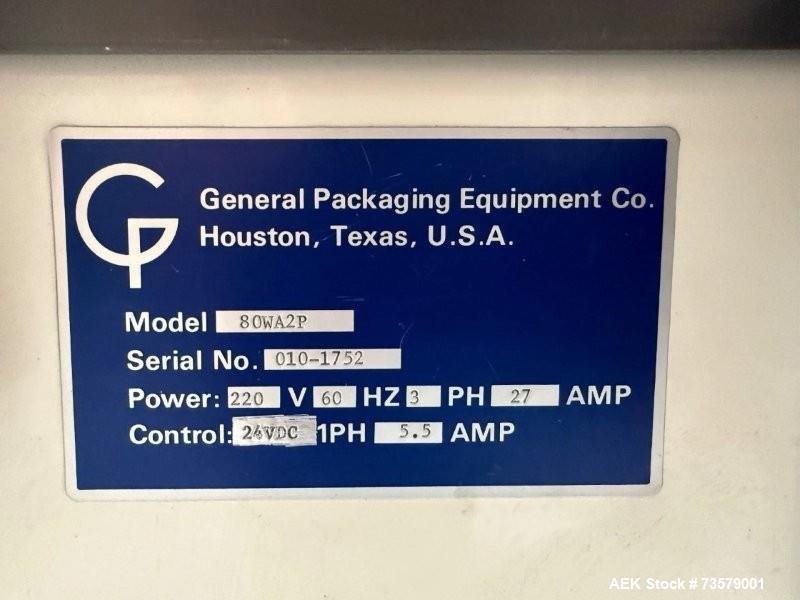 GP
General Packaging Equipment Co.
Houston, Texas, U.S.A.
Model 80WA2P
Serial No. 010-1752
Power: 220 V 60 HZ 3 PH 27 AMP
Control: 24VDC 1PH 5.5 AMP
AEK Stock # 73579001